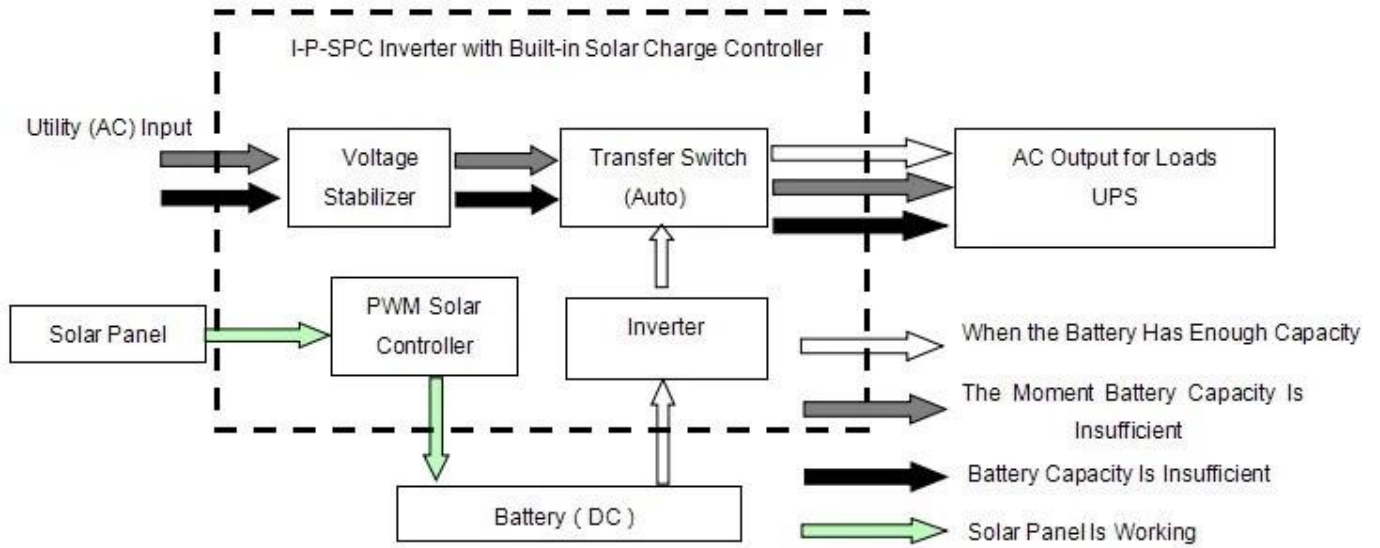 I-P-SPC Inverter with Built-in Solar Charge Controller
Utility (AC) Input
Voltage
Stabilizer
Transfer Switch
(Auto)
AC Output for Loads
UPS
Solar Panel
PWM Solar
Controller
Inverter
When the Battery Has Enough Capacity
The Moment Battery Capacity Is
Insufficient
Battery Capacity Is Insufficient
Battery ( DC )
Solar Panel Is Working